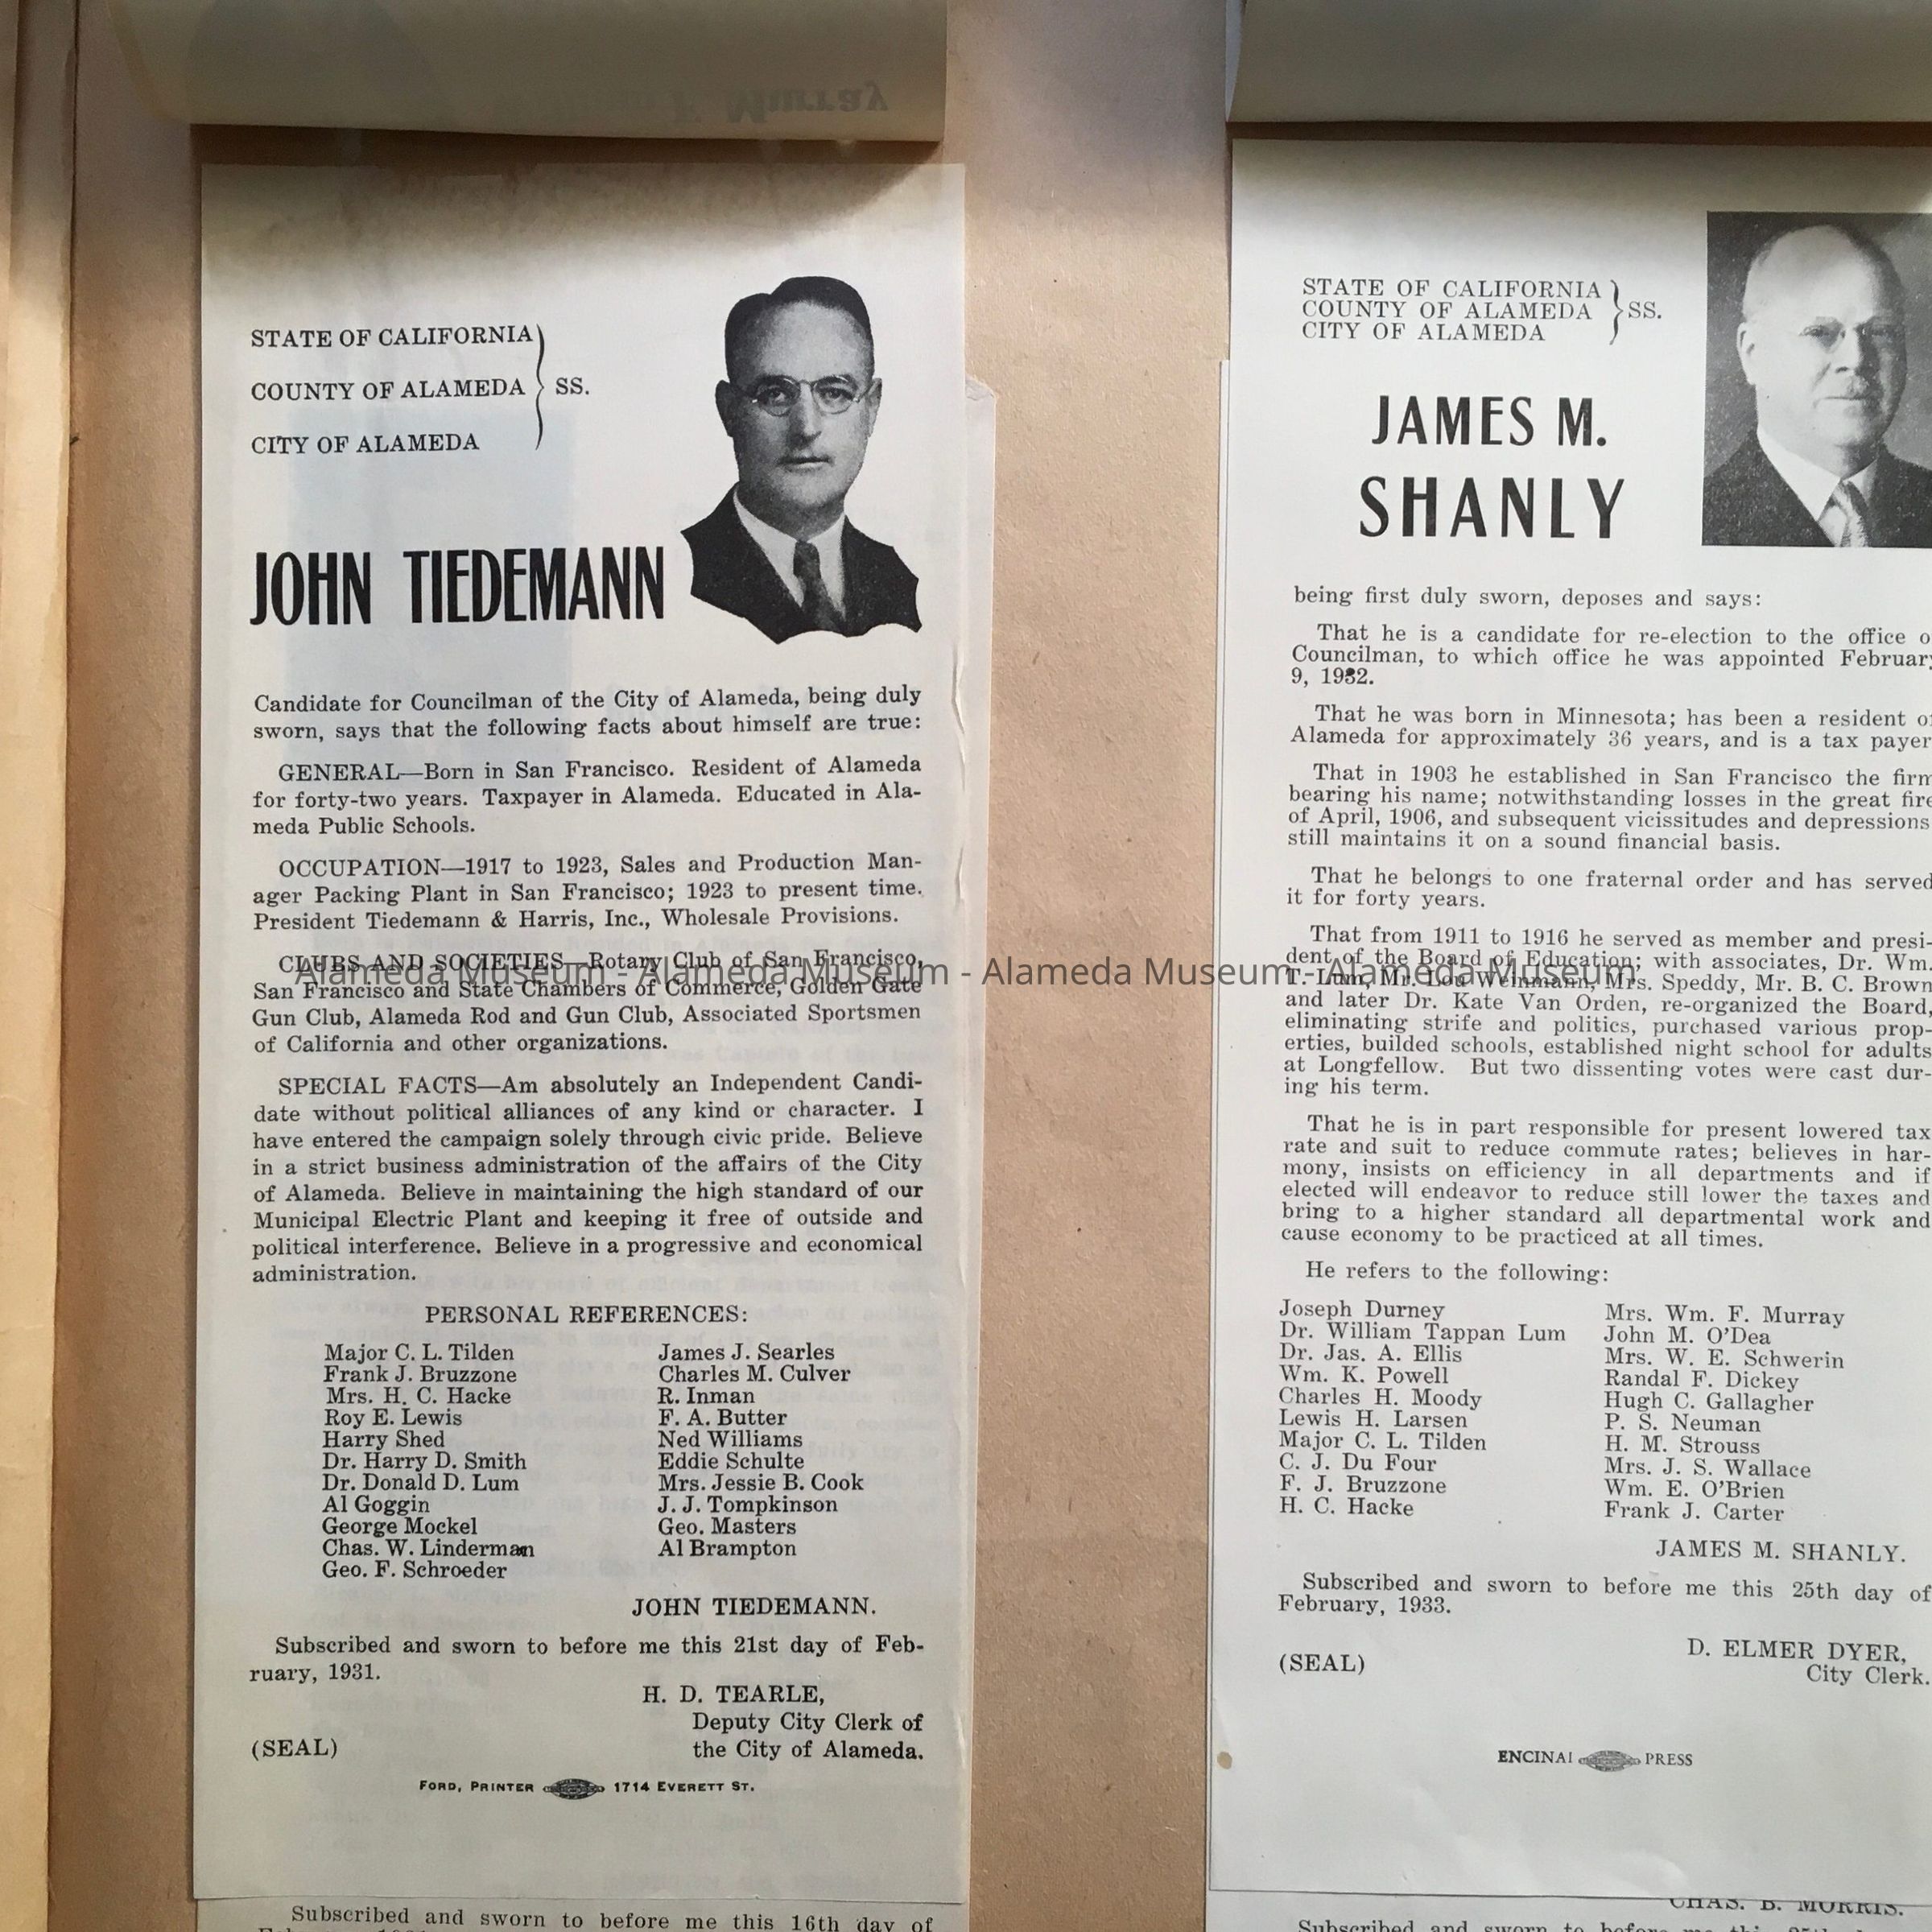 F. Murray
STATE OF CALIFORNIA
COUNTY OF ALAMEDA
SS.
CITY OF ALAMEDA
JOHN TIEDEMANN
Candidate for Councilman of the City of Alameda, being duly
sworn, says that the following facts about himself are true:
GENERAL—Born in San Francisco. Resident of Alameda
for forty-two years. Taxpayer in Alameda. Educated in Ala-
meda Public Schools.
OCCUPATION—1917 to 1923, Sales and Production Man-
ager Packing Plant in San Francisco; 1923 to present time.
President Tiedemann & Harris, Inc., Wholesale Provisions.
CLUBS AND SOCIETIES—Rotary Club of San Francisco,
San Francisco and State Chambers of Commerce, Golden Gate
Gun Club, Alameda Rod and Gun Club, Associated Sportsmen
of California and other organizations.
SPECIAL FACTS—Am absolutely an Independent Candi-
date without political alliances of any kind or character. I
have entered the campaign solely through civic pride. Believe
in a strict business administration of the affairs of the City
of Alameda. Believe in maintaining the high standard of our
Municipal Electric Plant and keeping it free of outside and
political interference. Believe in a progressive and economical
administration.
PERSONAL REFERENCES:
Major C. L. Tilden
Frank J. Bruzzone
Mrs. H. C. Hacke
Roy E. Lewis
Harry Shed
Dr. Harry D. Smith
Dr. Donald D. Lum
Al Goggin
George Mockel
Chas. W. Linderman
Geo. F. Schroeder
James J. Searles
Charles M. Culver
R. Inman
F. A. Butter
Ned Williams
Eddie Schulte
Mrs. Jessie B. Cook
J. J. Tompkinson
Geo. Masters
Al Brampton
JOHN TIEDEMANN.
Subscribed and sworn to before me this 21st day of Feb-
ruary, 1931.
H. D. TEARLE,
Deputy City Clerk of
(SEAL) the City of Alameda.
FORD, PRINTER 1714 EVERETT ST.
Subscribed and sworn to before me this 16th day of
STATE OF CALIFORNIA
COUNTY OF ALAMEDA SS.
CITY OF ALAMEDA
JAMES M.
SHANLY
being first duly sworn, deposes and says:
That he is a candidate for re-election to the office o
Councilman, to which office he was appointed February
9, 1932.
That he was born in Minnesota; has been a resident of
Alameda for approximately 36 years, and is a tax payer
That in 1903 he established in San Francisco the firm
bearing his name; notwithstanding losses in the great fire
of April, 1906, and subsequent vicissitudes and depressions
still maintains it on a sound financial basis.
That he belongs to one fraternal order and has served
it for forty years.
That from 1911 to 1916 he served as member and presi-
dent of the Board of Education; with associates, Dr. Wm.
T. Lum, Mr. Lou Weinmann, Mrs. Speddy, Mr. B. C. Brown
and later Dr. Kate Van Orden, re-organized the Board,
eliminating strife and politics, purchased various prop-
erties, builded schools, established night school for adults
at Longfellow. But two dissenting votes were cast dur-
ing his term.
That he is in part responsible for present lowered tax
rate and suit to reduce commute rates; believes in har-
mony, insists on efficiency in all departments and if
elected will endeavor to reduce still lower the taxes and
bring to a higher standard all departmental work and
cause economy to be practiced at all times.
He refers to the following:
Joseph Durney
Dr. William Tappan Lum
Dr. Jas. A. Ellis
Wm. K. Powell
Charles H. Moody
Lewis H. Larsen
Major C. L. Tilden
C. J. Du Four
F. J. Bruzzone
H. C. Hacke
Mrs. Wm. F. Murray
John M. O'Dea
Mrs. W. E. Schwerin
Randal F. Dickey
Hugh C. Gallagher
P. S. Neuman
H. M. Strouss
Mrs. J. S. Wallace
Wm. E. O'Brien
Frank J. Carter
JAMES M. SHANLY.
Subscribed and sworn to before me this 25th day of
February, 1933.
D. ELMER DYER,
(SEAL) City Clerk.
ENCINAL PRESS
CHAS. B. MORRIS.
Subscribed and sworn to before me this 25th day of
Alameda Museum - Alameda Museum - Alameda Museum - Alameda Museum